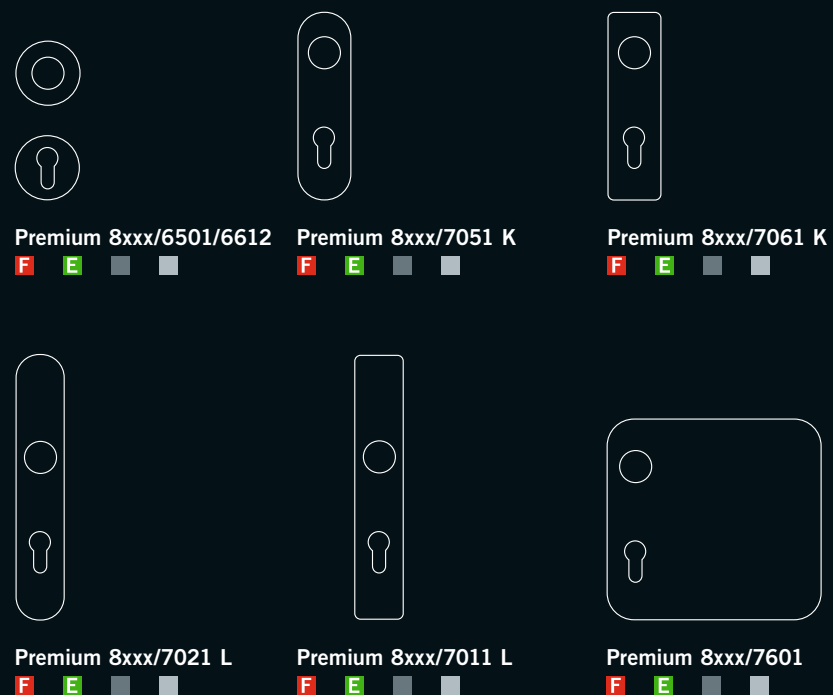 Premium 8xxx/6501/6612 Premium 8xxx/7051 K Premium 8xxx/7061 K
F E F E F E
Premium 8xxx/7021 L Premium 8xxx/7011 L Premium 8xxx/7601
F E F E F E